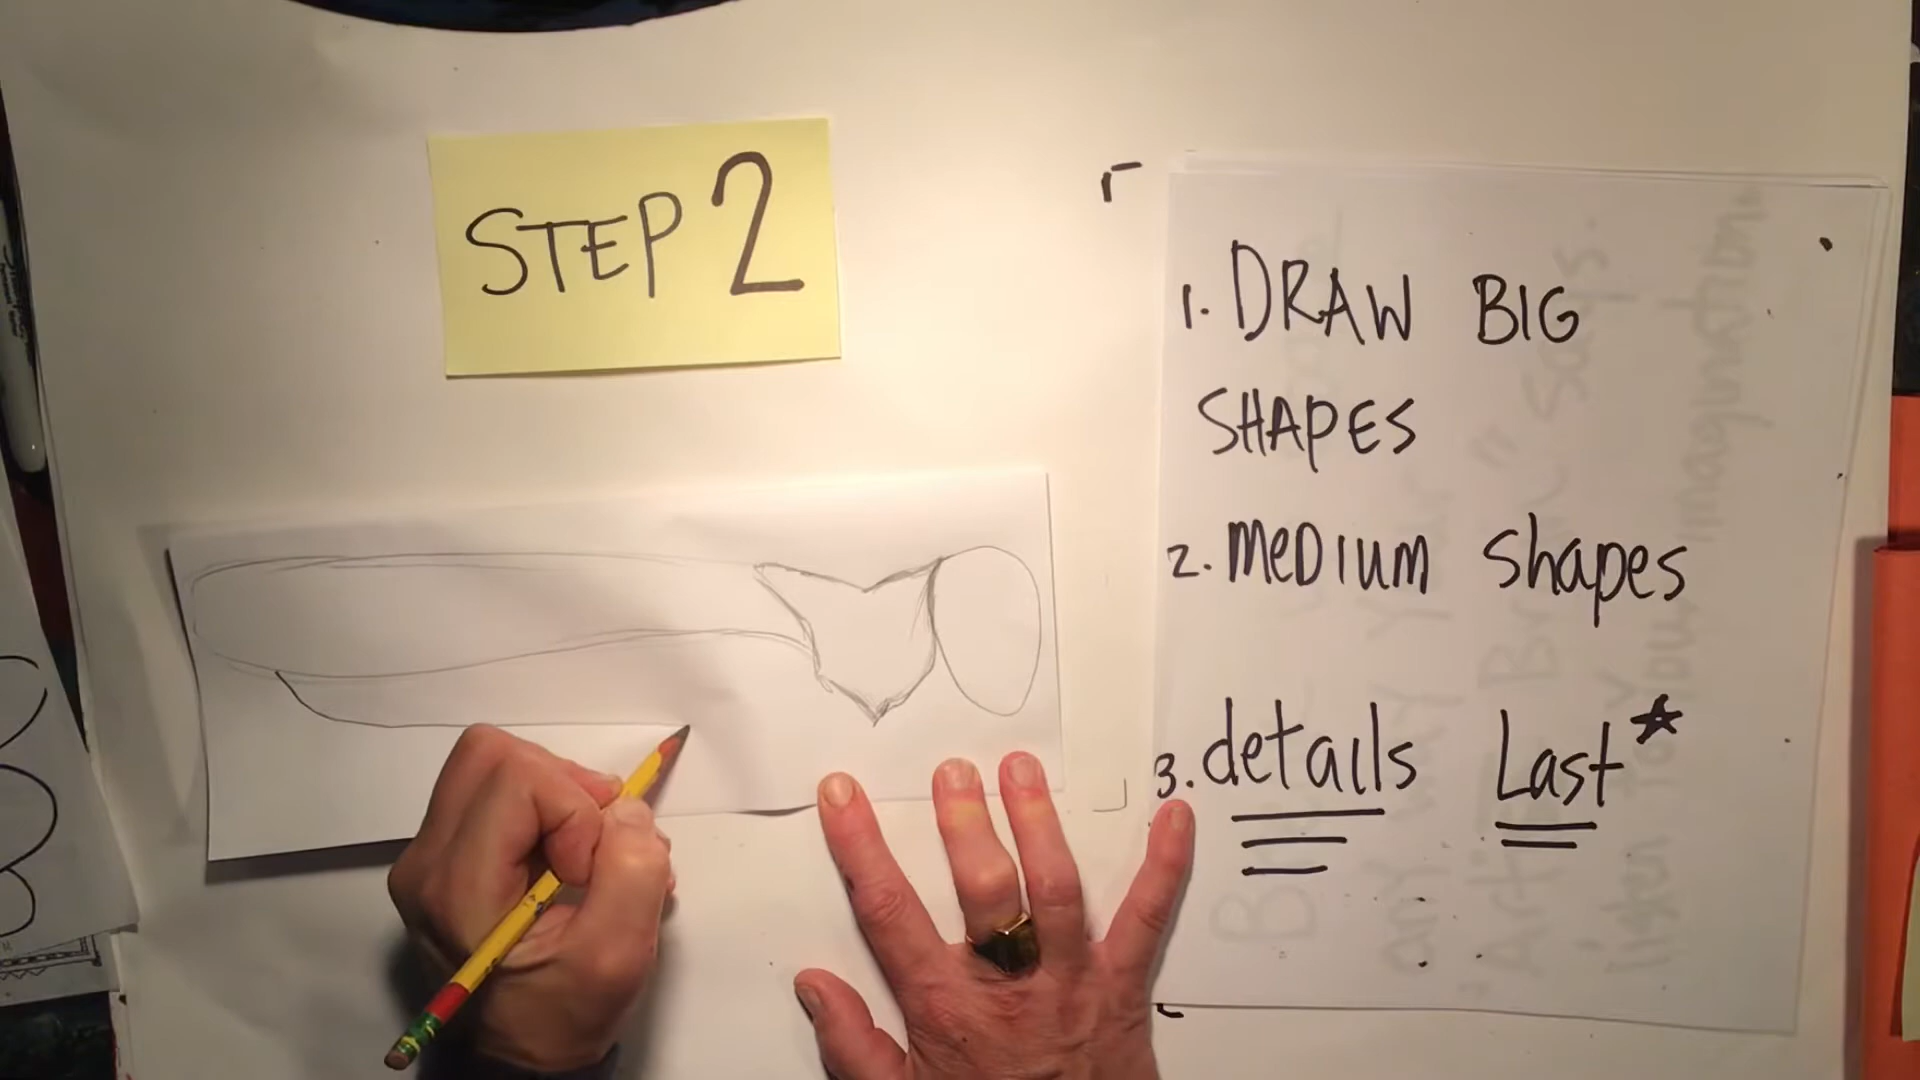 STEP 2
1. DRAW BIG
SHAPES
2. MEDIUM Shapes
3. details Last*